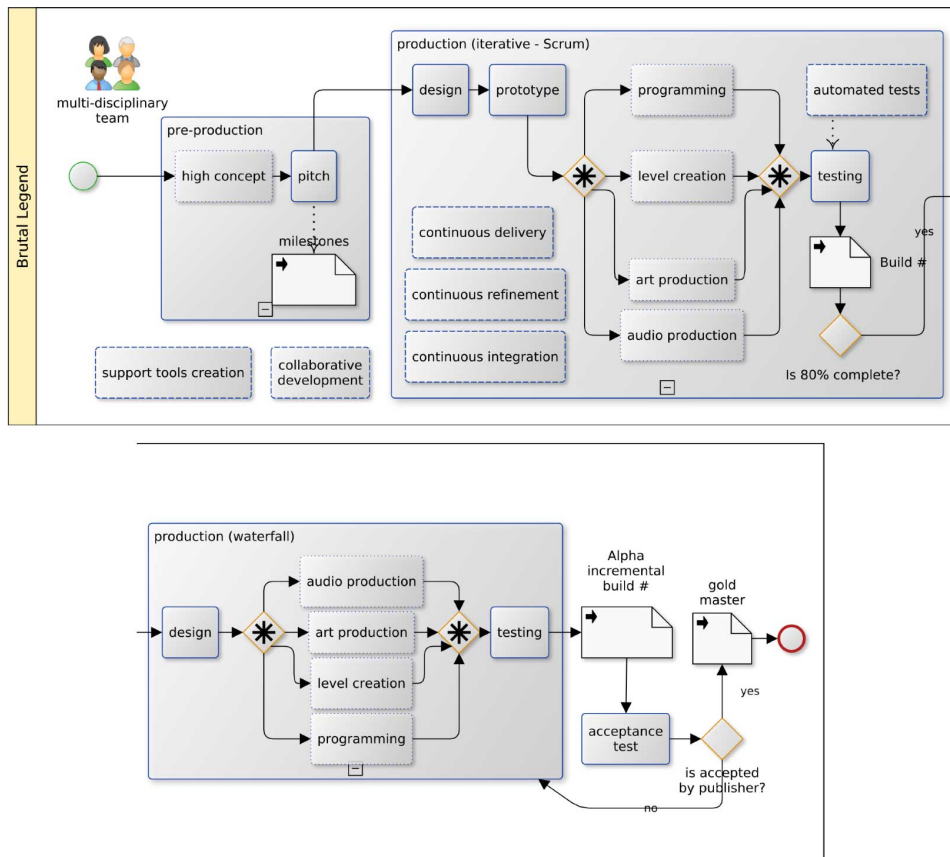 Brutal Legend
multi-disciplinary
team
pre-production
high concept
pitch
milestones
support tools creation
collaborative
development
production (iterative - Scrum)
design
prototype
programming
level creation
art production
audio production
continuous delivery
continuous refinement
continuous integration
automated tests
testing
Build #
yes
Is 80% complete?
production (waterfall)
design
audio production
art production
level creation
programming
testing
Alpha
incremental
build #
gold
master
yes
acceptance
test
is accepted
by publisher?
no